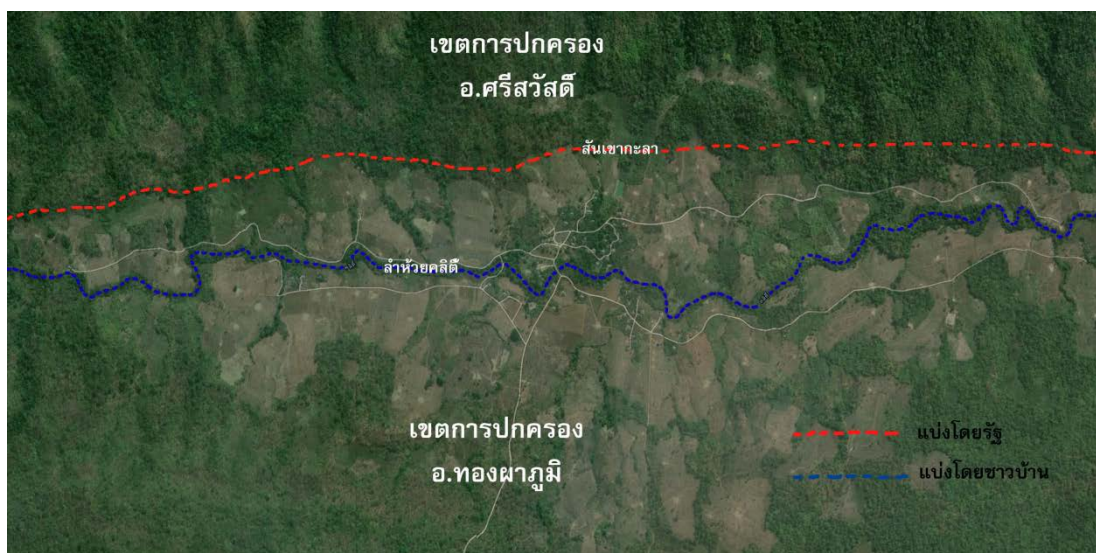 เขตการปกครอง
อ.ศรีสวัสดิ์
สันเขากะลา
ลำห้วยคลิตี้
เขตการปกครอง
อ.ทองผาภูมิ
แบ่งโดยรัฐ
แบ่งโดยชาวบ้าน